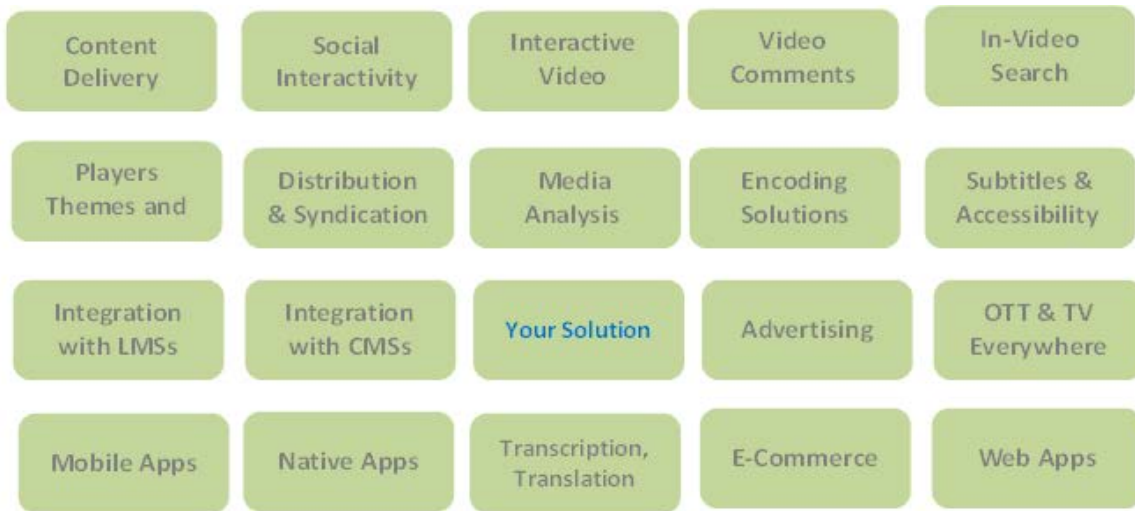 Content
Delivery
Social
Interactivity
Interactive
Video
Video
Comments
In-Video
Search
Players
Themes and
Distribution
& Syndication
Media
Analysis
Encoding
Solutions
Subtitles &
Accessibility
Integration
with LMSs
Integration
with CMSs
Your Solution
Advertising
OTT & TV
Everywhere
Mobile Apps
Native Apps
Transcription,
Translation
E-Commerce
Web Apps